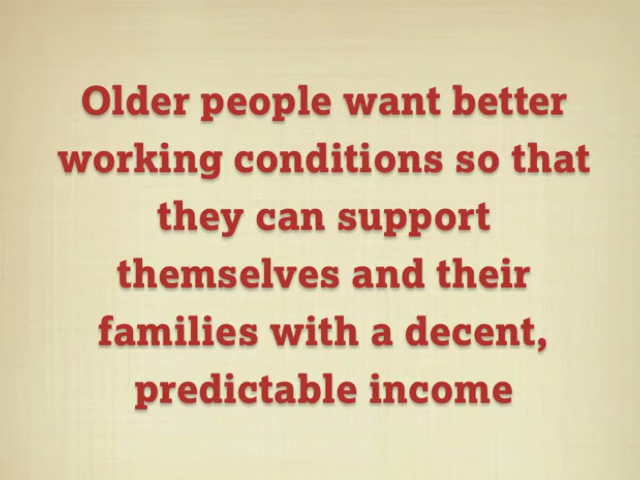 Older people want better
working conditions so that
they can support
themselves and their
families with a decent,
predictable income